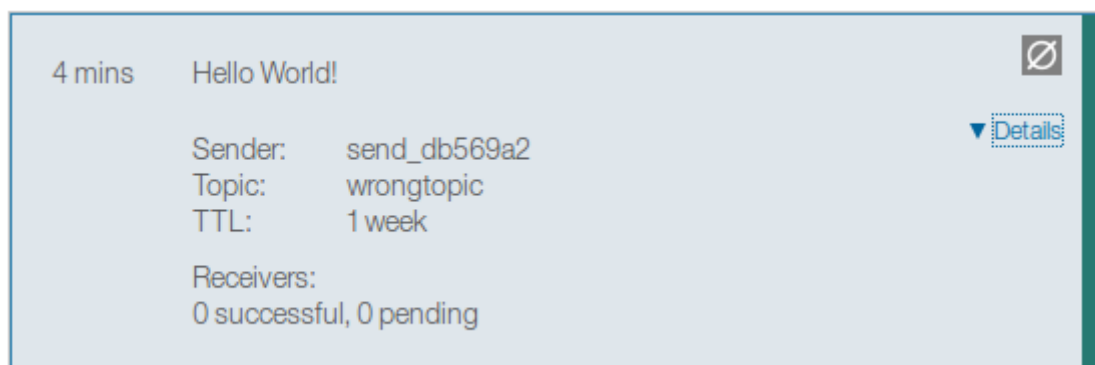 4 mins Hello World!
▼ Details
Sender: send_db569a2
Topic: wrongtopic
TTL: 1 week
Receivers:
0 successful, 0 pending